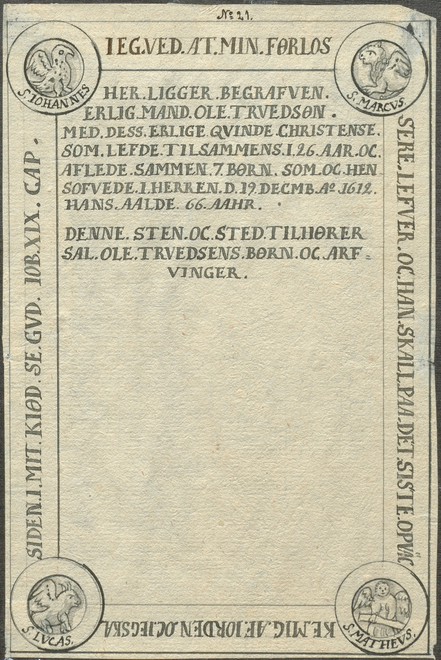 No. 21.
IEG.VED.AT.MIN.FØRLOS
SERE.LEFVER.OC.HAN.SKALL.PAA.DET.SISTE.OPVÆC
KE.MIG.AF.IORDEN.OC.IEG.SKAL
SIDEN.I.MIT.KIØD.SE.GVD. IOB.XIX. CAP.
S.IOHANNES
S.MARCVS.
HER.LIGGER.BEGRAFVEN.
ERLIG.MAND.OLE.TRVEDSØN.
MED.DESS.ERLIGE.QVINDE.CHRISTENSE.
SOM.LEFDE.TILSAMMENS.I.26.AAR.OC.
AFLEDE.SAMMEN.7.BØRN.SOM.OC.HEN
SOFVEDE.I.HERREN.D.19.DECMB.Aº.1612.
HANS.AALDE.66.AAHR.
DENNE.STEN.OC.STED.TILHØRER
SAL.OLE.TRVEDSENS.BØRN.OC.ARF-
VINGER.
S.LVCAS.
S.MATHEVS.